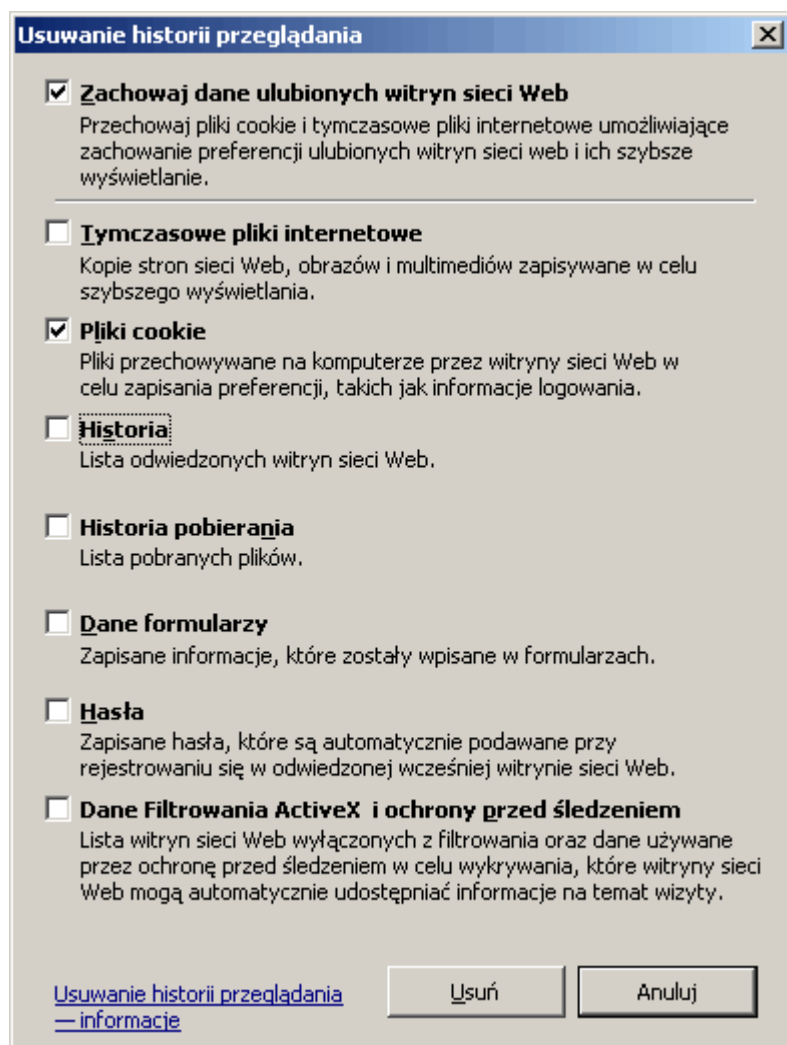 Usuwanie historii przeglądania
Zachowaj dane ulubionych witryn sieci Web
Przechowaj pliki cookie i tymczasowe pliki internetowe umożliwiające
zachowanie preferencji ulubionych witryn sieci web i ich szybsze
wyświetlanie.
Tymczasowe pliki internetowe
Kopie stron sieci Web, obrazów i multimediów zapisywane w celu
szybszego wyświetlania.
Pliki cookie
Pliki przechowywane na komputerze przez witryny sieci Web w
celu zapisania preferencji, takich jak informacje logowania.
Historia
Lista odwiedzonych witryn sieci Web.
Historia pobierania
Lista pobranych plików.
Dane formularzy
Zapisane informacje, które zostały wpisane w formularzach.
Hasła
Zapisane hasła, które są automatycznie podawane przy
rejestrowaniu się w odwiedzonej wcześniej witrynie sieci Web.
Dane Filtrowania ActiveX i ochrony przed śledzeniem
Lista witryn sieci Web wyłączonych z filtrowania oraz dane używane
przez ochronę przed śledzeniem w celu wykrywania, które witryny sieci
Web mogą automatycznie udostępniać informacje na temat wizyty.
Usuwanie historii przeglądania
— informacje
Usuń
Anuluj